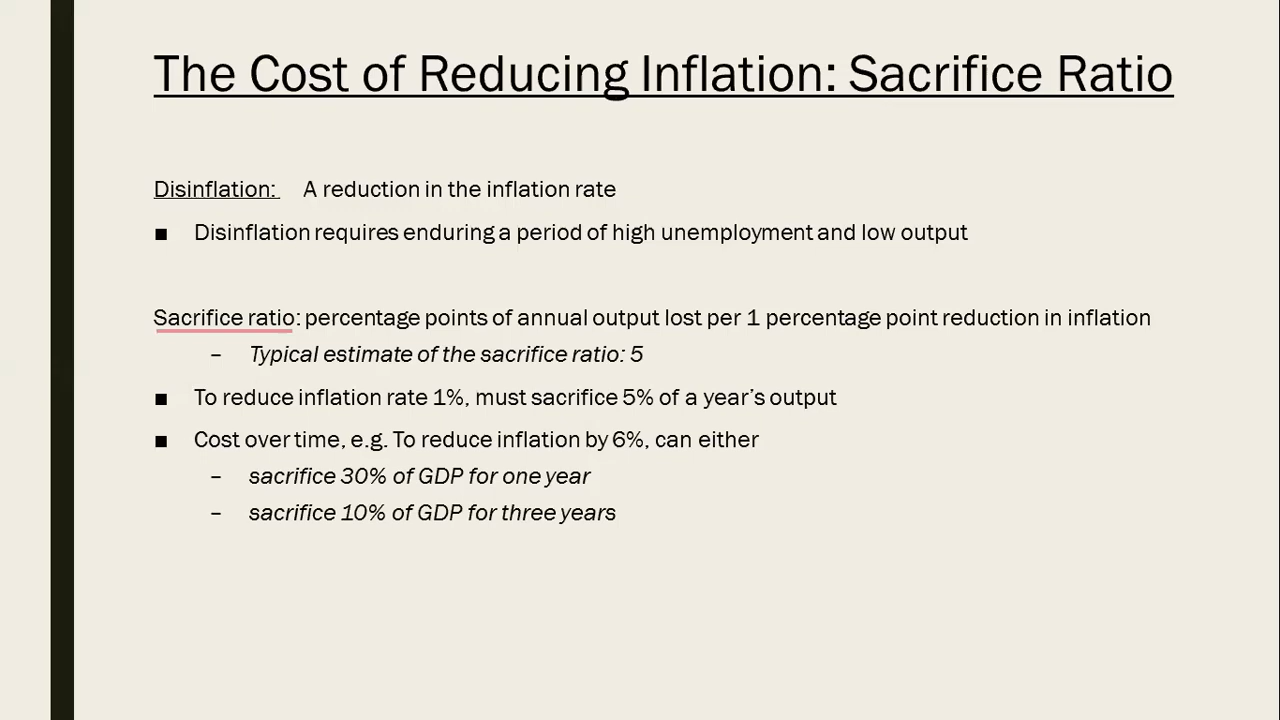 The Cost of Reducing Inflation: Sacrifice Ratio
Disinflation: A reduction in the inflation rate
■ Disinflation requires enduring a period of high unemployment and low output
Sacrifice ratio: percentage points of annual output lost per 1 percentage point reduction in inflation
– Typical estimate of the sacrifice ratio: 5
■ To reduce inflation rate 1%, must sacrifice 5% of a year’s output
■ Cost over time, e.g. To reduce inflation by 6%, can either
– sacrifice 30% of GDP for one year
– sacrifice 10% of GDP for three years